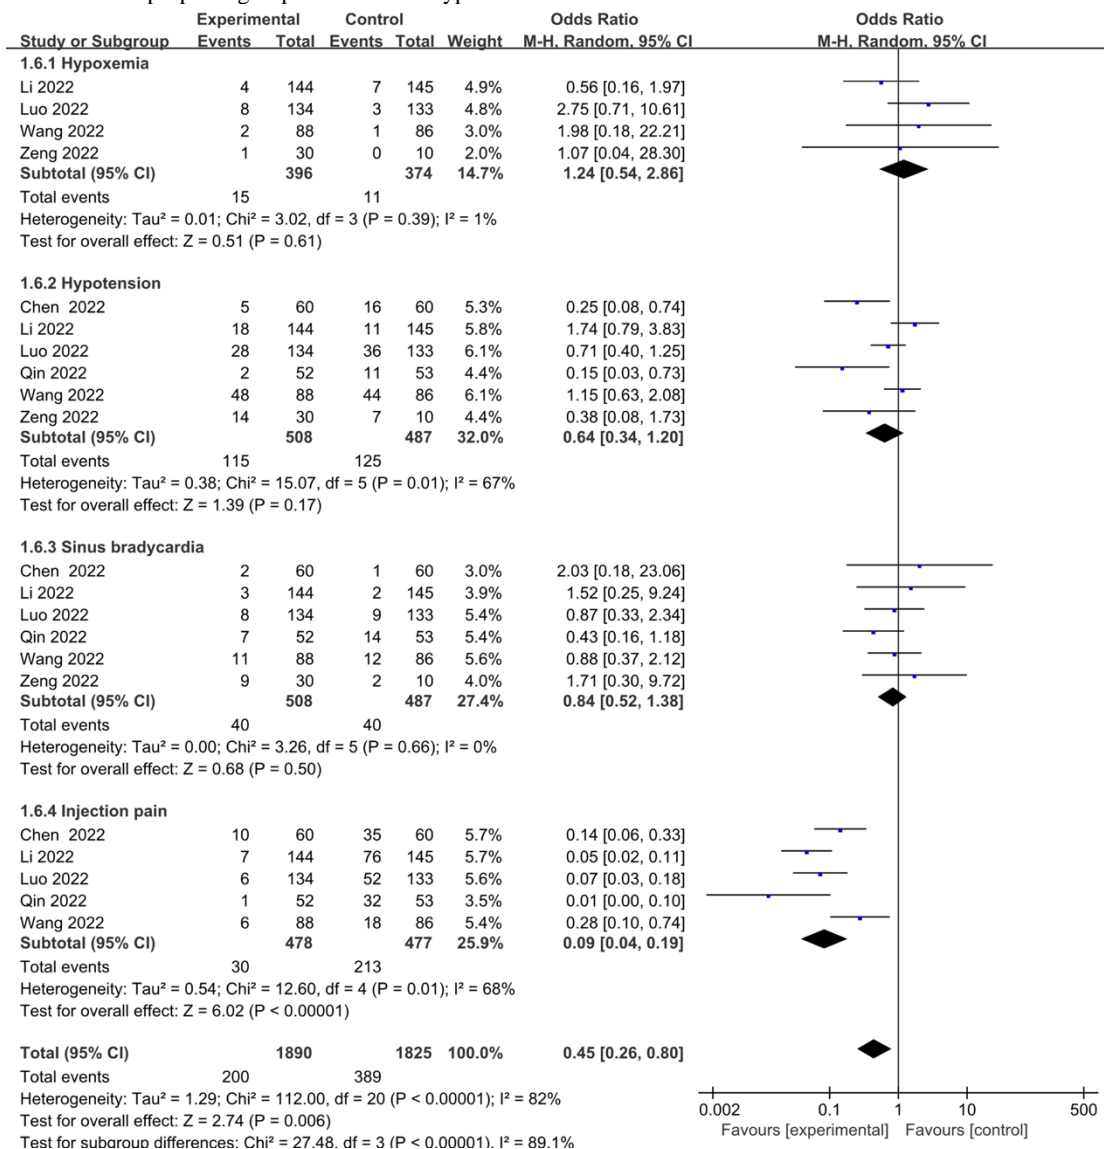 Experimental Control Odds Ratio Odds Ratio
Study or Subgroup Events Total Events Total Weight M-H, Random, 95% CI M-H, Random, 95% CI
1.6.1 Hypoxemia
Li 2022 4 144 7 145 4.9% 0.56 [0.16, 1.97]
Luo 2022 8 134 3 133 4.8% 2.75 [0.71, 10.61]
Wang 2022 2 88 1 86 3.0% 1.98 [0.18, 22.21]
Zeng 2022 1 30 0 10 2.0% 1.07 [0.04, 28.30]
Subtotal (95% CI) 396 374 14.7% 1.24 [0.54, 2.86]
Total events 15 11
Heterogeneity: Tau² = 0.01; Chi² = 3.02, df = 3 (P = 0.39); I² = 1%
Test for overall effect: Z = 0.51 (P = 0.61)
1.6.2 Hypotension
Chen 2022 5 60 16 60 5.3% 0.25 [0.08, 0.74]
Li 2022 18 144 11 145 5.8% 1.74 [0.79, 3.83]
Luo 2022 28 134 36 133 6.1% 0.71 [0.40, 1.25]
Qin 2022 2 52 11 53 4.4% 0.15 [0.03, 0.73]
Wang 2022 48 88 44 86 6.1% 1.15 [0.63, 2.08]
Zeng 2022 14 30 7 10 4.4% 0.38 [0.08, 1.73]
Subtotal (95% CI) 508 487 32.0% 0.64 [0.34, 1.20]
Total events 115 125
Heterogeneity: Tau² = 0.38; Chi² = 15.07, df = 5 (P = 0.01); I² = 67%
Test for overall effect: Z = 1.39 (P = 0.17)
1.6.3 Sinus bradycardia
Chen 2022 2 60 1 60 3.0% 2.03 [0.18, 23.06]
Li 2022 3 144 2 145 3.9% 1.52 [0.25, 9.24]
Luo 2022 8 134 9 133 5.4% 0.87 [0.33, 2.34]
Qin 2022 7 52 14 53 5.4% 0.43 [0.16, 1.18]
Wang 2022 11 88 12 86 5.6% 0.88 [0.37, 2.12]
Zeng 2022 9 30 2 10 4.0% 1.71 [0.30, 9.72]
Subtotal (95% CI) 508 487 27.4% 0.84 [0.52, 1.38]
Total events 40 40
Heterogeneity: Tau² = 0.00; Chi² = 3.26, df = 5 (P = 0.66); I² = 0%
Test for overall effect: Z = 0.68 (P = 0.50)
1.6.4 Injection pain
Chen 2022 10 60 35 60 5.7% 0.14 [0.06, 0.33]
Li 2022 7 144 76 145 5.7% 0.05 [0.02, 0.11]
Luo 2022 6 134 52 133 5.6% 0.07 [0.03, 0.18]
Qin 2022 1 52 32 53 3.5% 0.01 [0.00, 0.10]
Wang 2022 6 88 18 86 5.4% 0.28 [0.10, 0.74]
Subtotal (95% CI) 478 477 25.9% 0.09 [0.04, 0.19]
Total events 30 213
Heterogeneity: Tau² = 0.54; Chi² = 12.60, df = 4 (P = 0.01); I² = 68%
Test for overall effect: Z = 6.02 (P < 0.00001)
Total (95% CI) 1890 1825 100.0% 0.45 [0.26, 0.80]
Total events 200 389
Heterogeneity: Tau² = 1.29; Chi² = 112.00, df = 20 (P < 0.00001); I² = 82%
Test for overall effect: Z = 2.74 (P = 0.006)
Test for subgroup differences: Chi² = 27.48, df = 3 (P < 0.00001), I² = 89.1%
0.002 0.1 1 10 500
Favours [experimental] Favours [control]